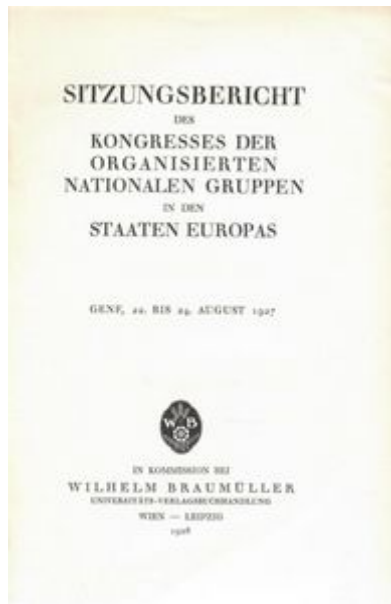 SITZUNGSBERICHT
DES
KONGRESSES DER
ORGANISIERTEN
NATIONALEN GRUPPEN
IN DEN
STAATEN EUROPAS
GENF, 22. BIS 24. AUGUST 1927
W B
IN KOMMISSION BEI
WILHELM BRAUMÜLLER
UNIVERSITÄTS-VERLAGSBUCHHANDLUNG
WIEN — LEIPZIG
1928